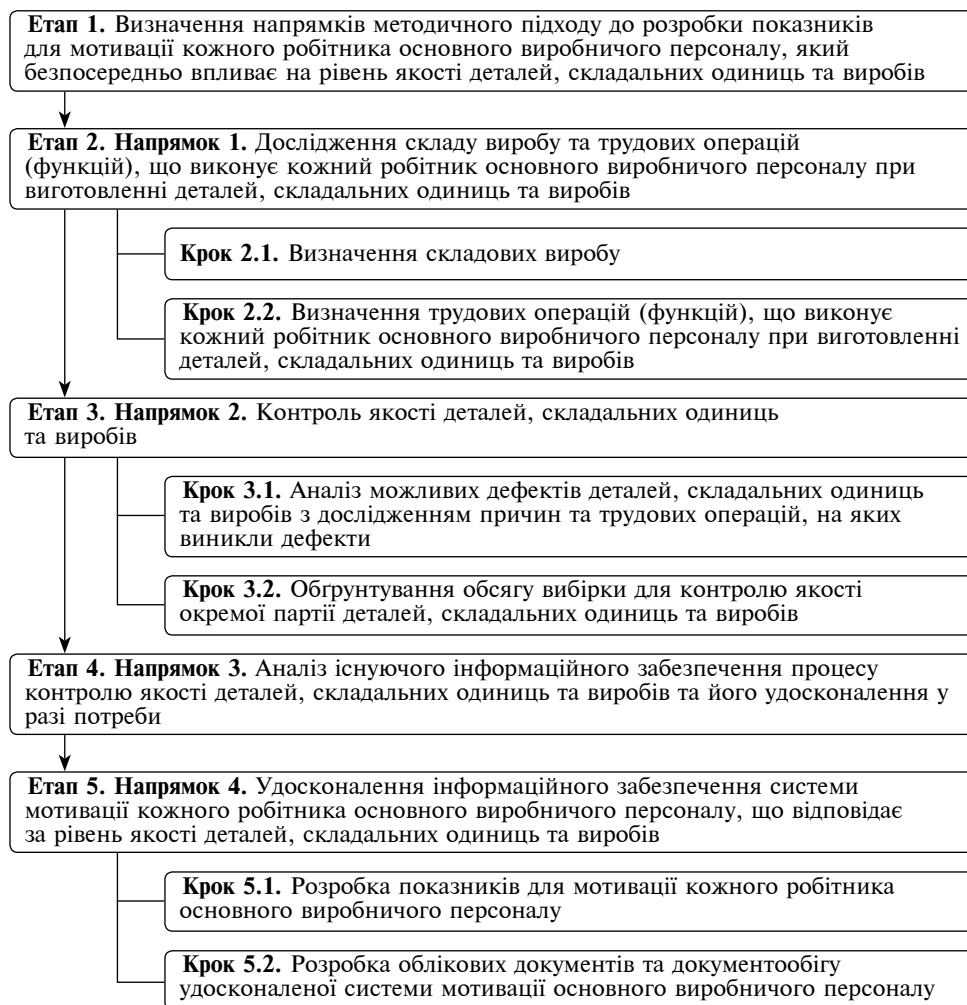 Етап 1. Визначення напрямків методичного підходу до розробки показників
для мотивації кожного робітника основного виробничого персоналу, який
безпосередньо впливає на рівень якості деталей, складальних одиниць та виробів
Етап 2. Напрямок 1. Дослідження складу виробу та трудових операцій
(функцій), що виконує кожний робітник основного виробничого персоналу при
виготовленні деталей, складальних одиниць та виробів
Крок 2.1. Визначення складових виробу
Крок 2.2. Визначення трудових операцій (функцій), що виконує
кожний робітник основного виробничого персоналу при виготовленні
деталей, складальних одиниць та виробів
Етап 3. Напрямок 2. Контроль якості деталей, складальних одиниць
та виробів
Крок 3.1. Аналіз можливих дефектів деталей, складальних одиниць
та виробів з дослідженням причин та трудових операцій, на яких
виникли дефекти
Крок 3.2. Обґрунтування обсягу вибірки для контролю якості
окремої партії деталей, складальних одиниць та виробів
Етап 4. Напрямок 3. Аналіз існуючого інформаційного забезпечення процесу
контролю якості деталей, складальних одиниць та виробів та його удосконалення у
разі потреби
Етап 5. Напрямок 4. Удосконалення інформаційного забезпечення системи
мотивації кожного робітника основного виробничого персоналу, що відповідає
за рівень якості деталей, складальних одиниць та виробів
Крок 5.1. Розробка показників для мотивації кожного робітника
основного виробничого персоналу
Крок 5.2. Розробка облікових документів та документообігу
удосконаленої системи мотивації основного виробничого персоналу